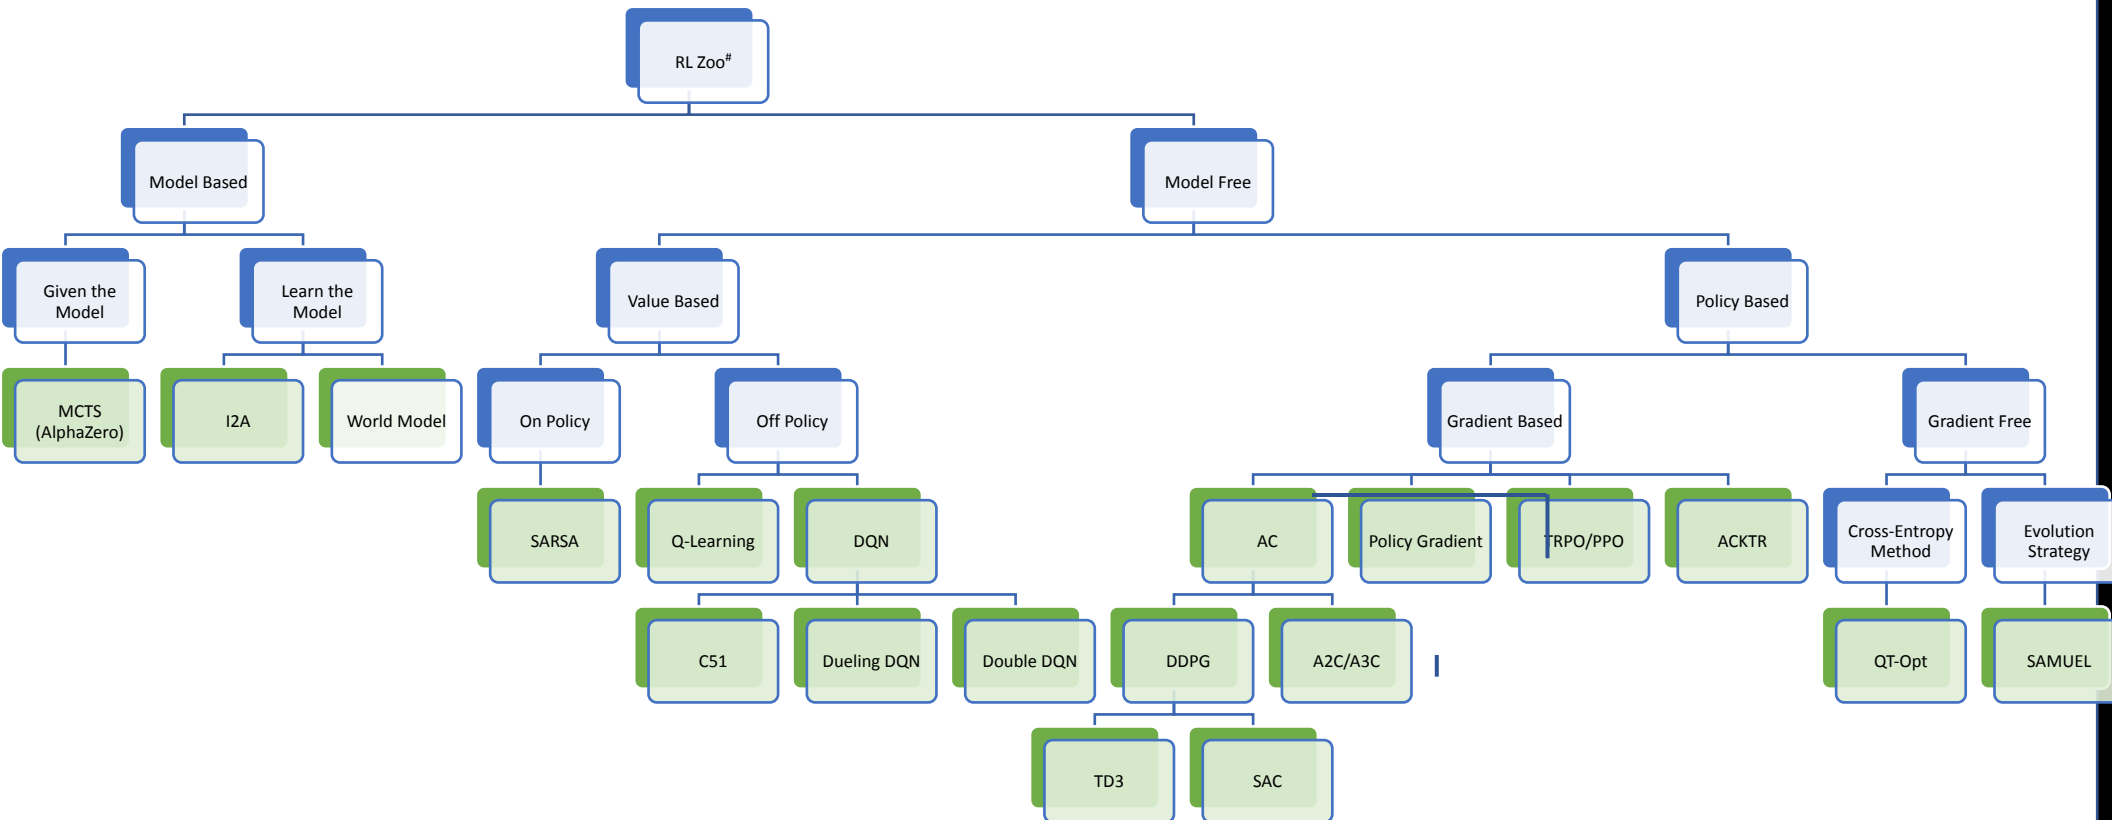 RL Zoo#
Model Based
Model Free
Given the
Model
Learn the
Model
Value Based
Policy Based
MCTS
(AlphaZero)
I2A
World Model
On Policy
Off Policy
Gradient Based
Gradient Free
SARSA
Q-Learning
DQN
AC
Policy Gradient
TRPO/PPO
ACKTR
Cross-Entropy
Method
Evolution
Strategy
C51
Dueling DQN
Double DQN
DDPG
A2C/A3C
QT-Opt
SAMUEL
TD3
SAC